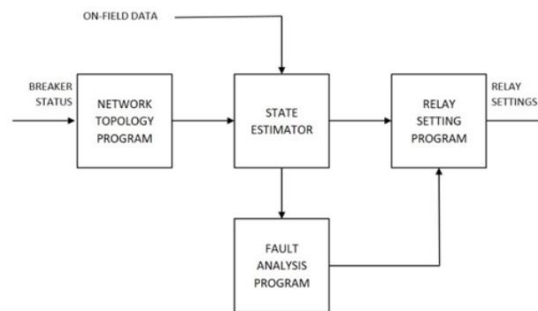 ON-FIELD DATA
BREAKER
STATUS
NETWORK
TOPOLOGY
PROGRAM
STATE
ESTIMATOR
RELAY
SETTING
PROGRAM
RELAY
SETTINGS
FAULT
ANALYSIS
PROGRAM